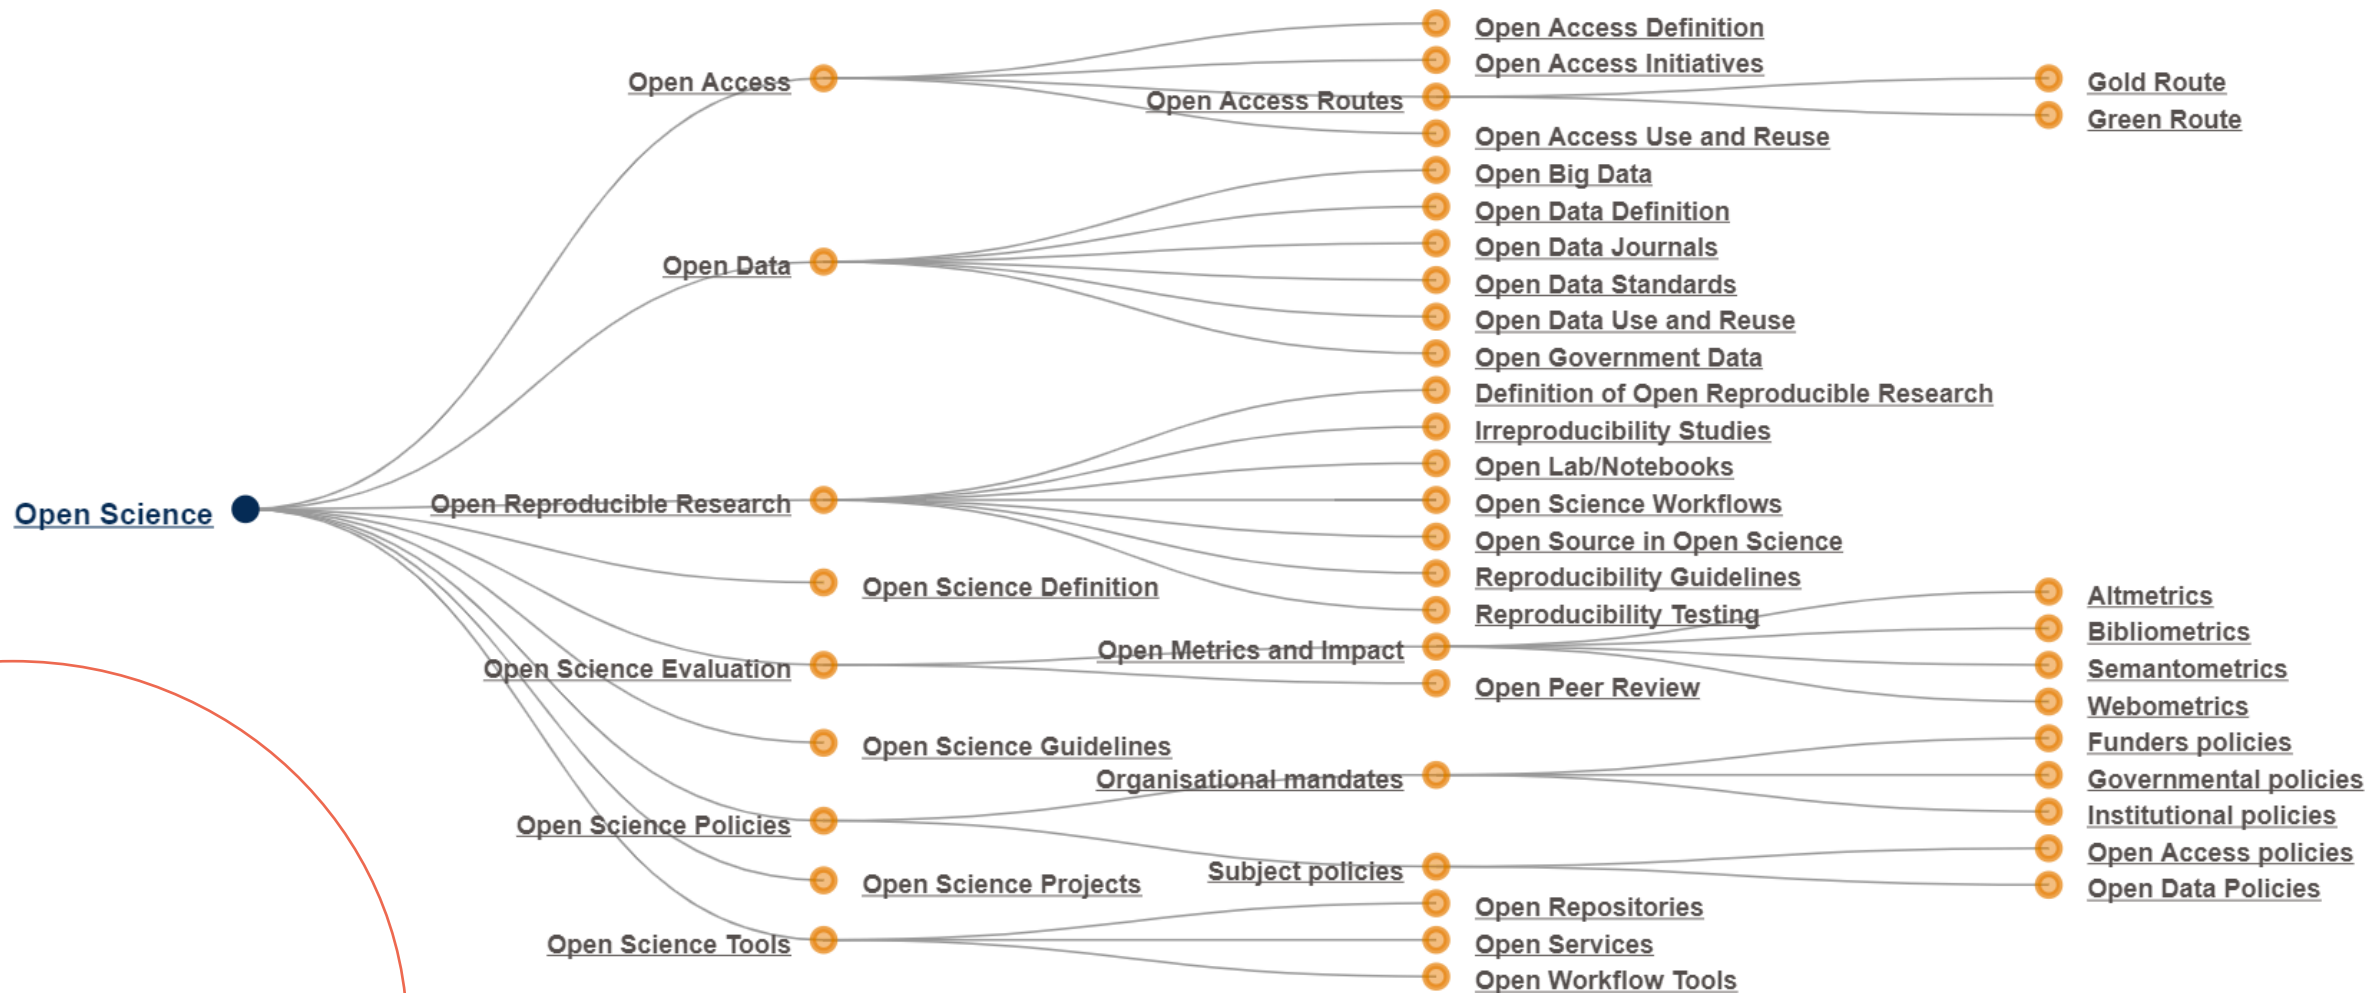 Open Science
Open Access
Open Access Definition
Open Access Initiatives
Open Access Routes
Gold Route
Green Route
Open Access Use and Reuse
Open Data
Open Big Data
Open Data Definition
Open Data Journals
Open Data Standards
Open Data Use and Reuse
Open Government Data
Open Reproducible Research
Definition of Open Reproducible Research
Irreproducibility Studies
Open Lab/Notebooks
Open Science Workflows
Open Source in Open Science
Reproducibility Guidelines
Reproducibility Testing
Open Science Definition
Open Science Evaluation
Open Metrics and Impact
Altmetrics
Bibliometrics
Semantometrics
Webometrics
Open Peer Review
Open Science Guidelines
Open Science Policies
Organisational mandates
Funders policies
Governmental policies
Institutional policies
Subject policies
Open Access policies
Open Data Policies
Open Science Projects
Open Science Tools
Open Repositories
Open Services
Open Workflow Tools